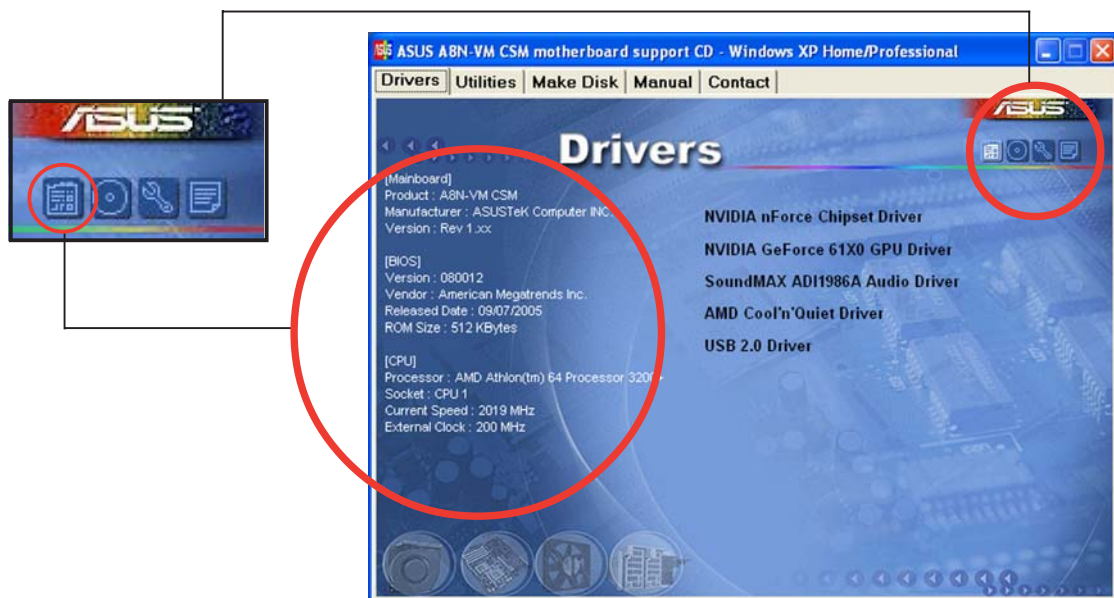 ASUS A8N-VM CSM motherboard support CD - Windows XP Home/Professional
Drivers Utilities Make Disk Manual Contact
ASUS
ASUS
Drivers
[Mainboard]
Product : A8N-VM CSM
Manufacturer : ASUSTeK Computer INC.
Version : Rev 1.xx
[BIOS]
Version : 080012
Vendor : American Megatrends Inc.
Released Date : 09/07/2005
ROM Size : 512 KBytes
[CPU]
Processor : AMD Athlon(tm) 64 Processor 3200+
Socket : CPU 1
Current Speed : 2019 MHz
External Clock : 200 MHz
NVIDIA nForce Chipset Driver
NVIDIA GeForce 61X0 GPU Driver
SoundMAX ADI1986A Audio Driver
AMD Cool'n'Quiet Driver
USB 2.0 Driver